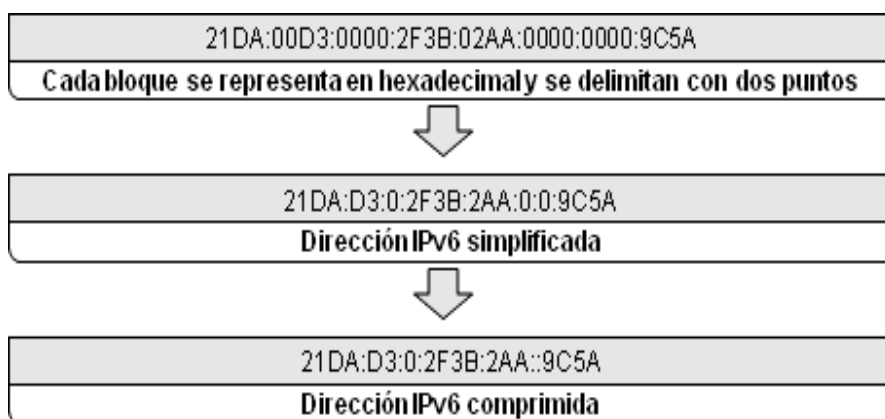 21DA:00D3:0000:2F3B:02AA:0000:0000:9C5A
Cada bloque se representa en hexadecimal y se delimitan con dos puntos
21DA:D3:0:2F3B:2AA:0:0:9C5A
Dirección IPv6 simplificada
21DA:D3:0:2F3B:2AA::9C5A
Dirección IPv6 comprimida